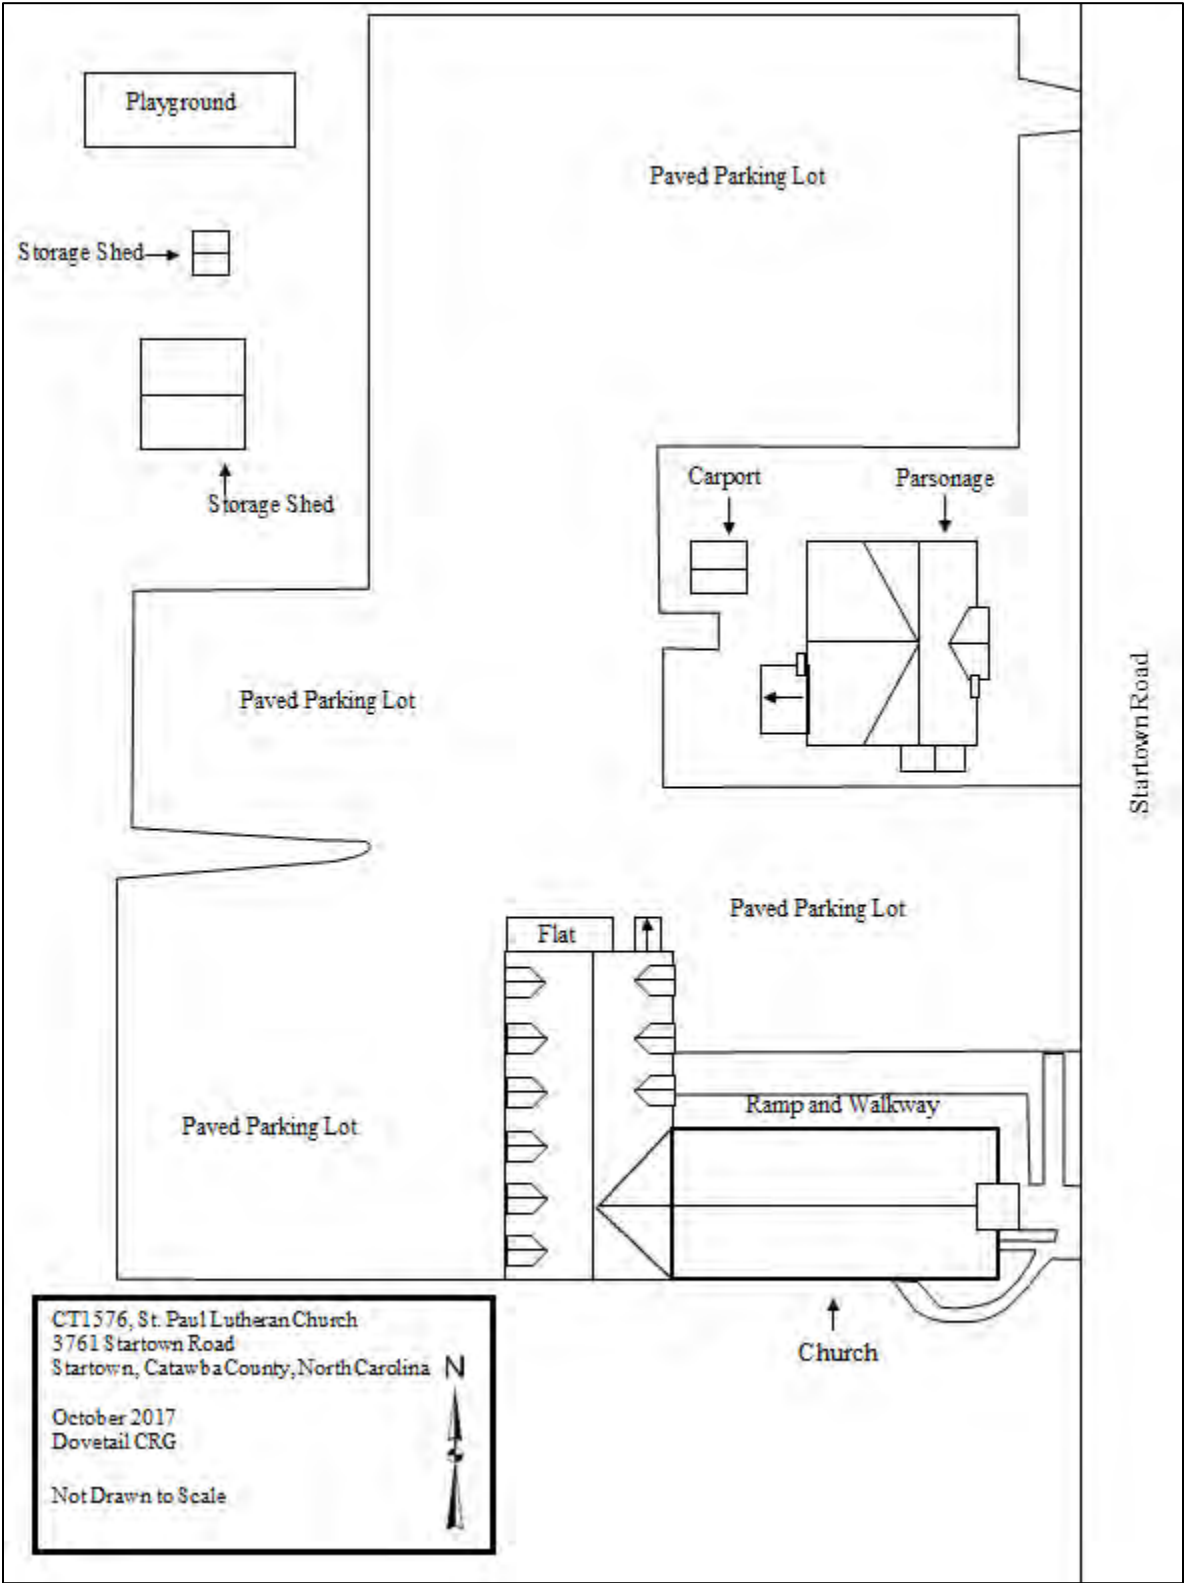 Playground
Paved Parking Lot
Storage Shed
Carport
Parsonage
Storage Shed
Startown Road
Paved Parking Lot
Paved Parking Lot
Flat
Ramp and Walkway
Paved Parking Lot
Church
CT1576, St. Paul Lutheran Church
3761 Startown Road
Startown, Catawba County, North Carolina
N
October 2017
Dovetail CRG
Not Drawn to Scale